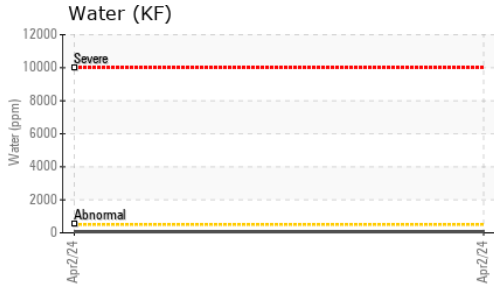 Water (KF)
12000
Severe
10000
8000
6000
4000
2000
Abnormal
0
Water (ppm)
Apr2/24
Apr2/24